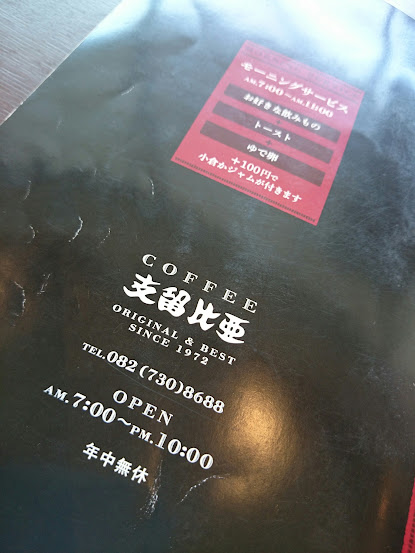 モーニングサービス
AM.7:00〜AM.11:00
お好きな飲みもの
+
トースト
+
ゆで卵
+100円で
小倉かジャムが付きます
COFFEE
支留比亜
ORIGINAL & BEST
SINCE 1972
TEL.082(730)8688
OPEN
AM.7:00〜PM.10:00
年中無休